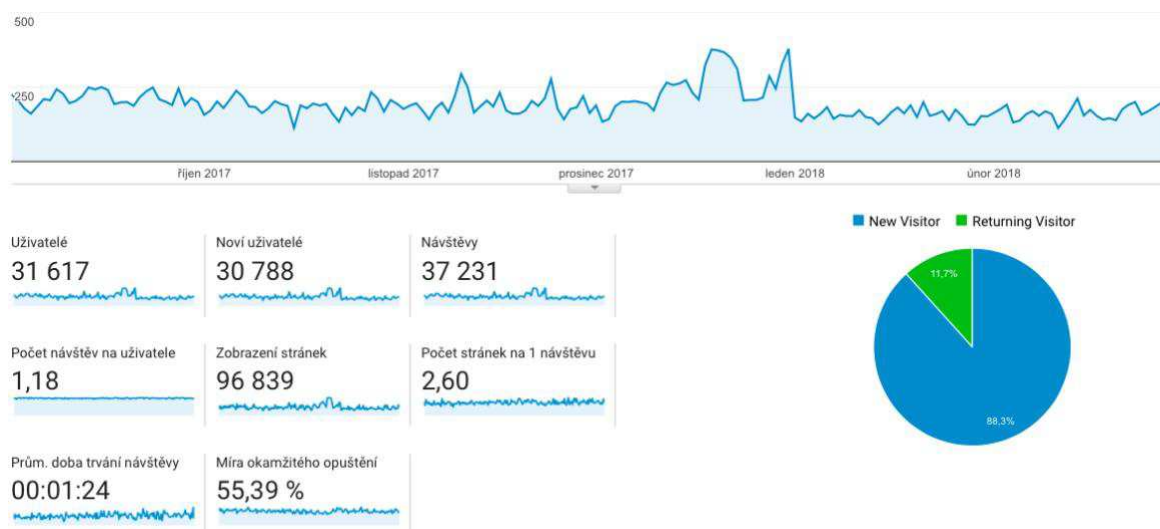 500
250
říjen 2017 listopad 2017 prosinec 2017 leden 2018 únor 2018
New Visitor Returning Visitor
Uživatelé Noví uživatelé Návštěvy
31 617 30 788 37 231
11,7%
Počet návštěv na uživatele Zobrazení stránek Počet stránek na 1 návštěvu
1,18 96 839 2,60
88,3%
Prům. doba trvání návštěvy Míra okamžitého opuštění
00:01:24 55,39 %